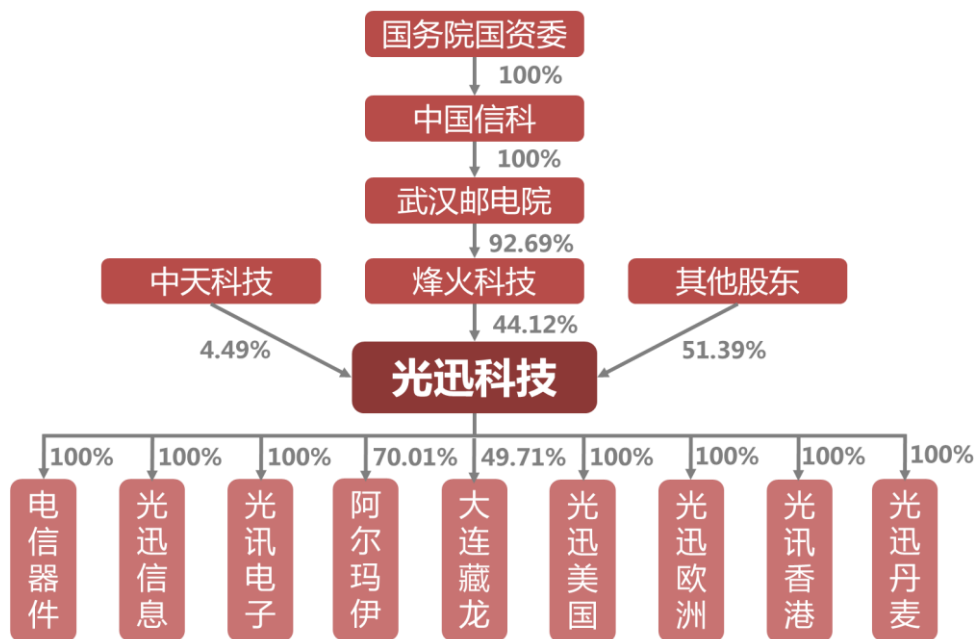 国务院国资委
100%
中国信科
100%
武汉邮电院
92.69%
中天科技
烽火科技
其他股东
4.49%
44.12%
51.39%
光迅科技
100%
100%
100%
70.01%
49.71%
100%
100%
100%
100%
电信器件
光迅信息
光讯电子
阿尔玛伊
大连藏龙
光迅美国
光迅欧洲
光讯香港
光迅丹麦